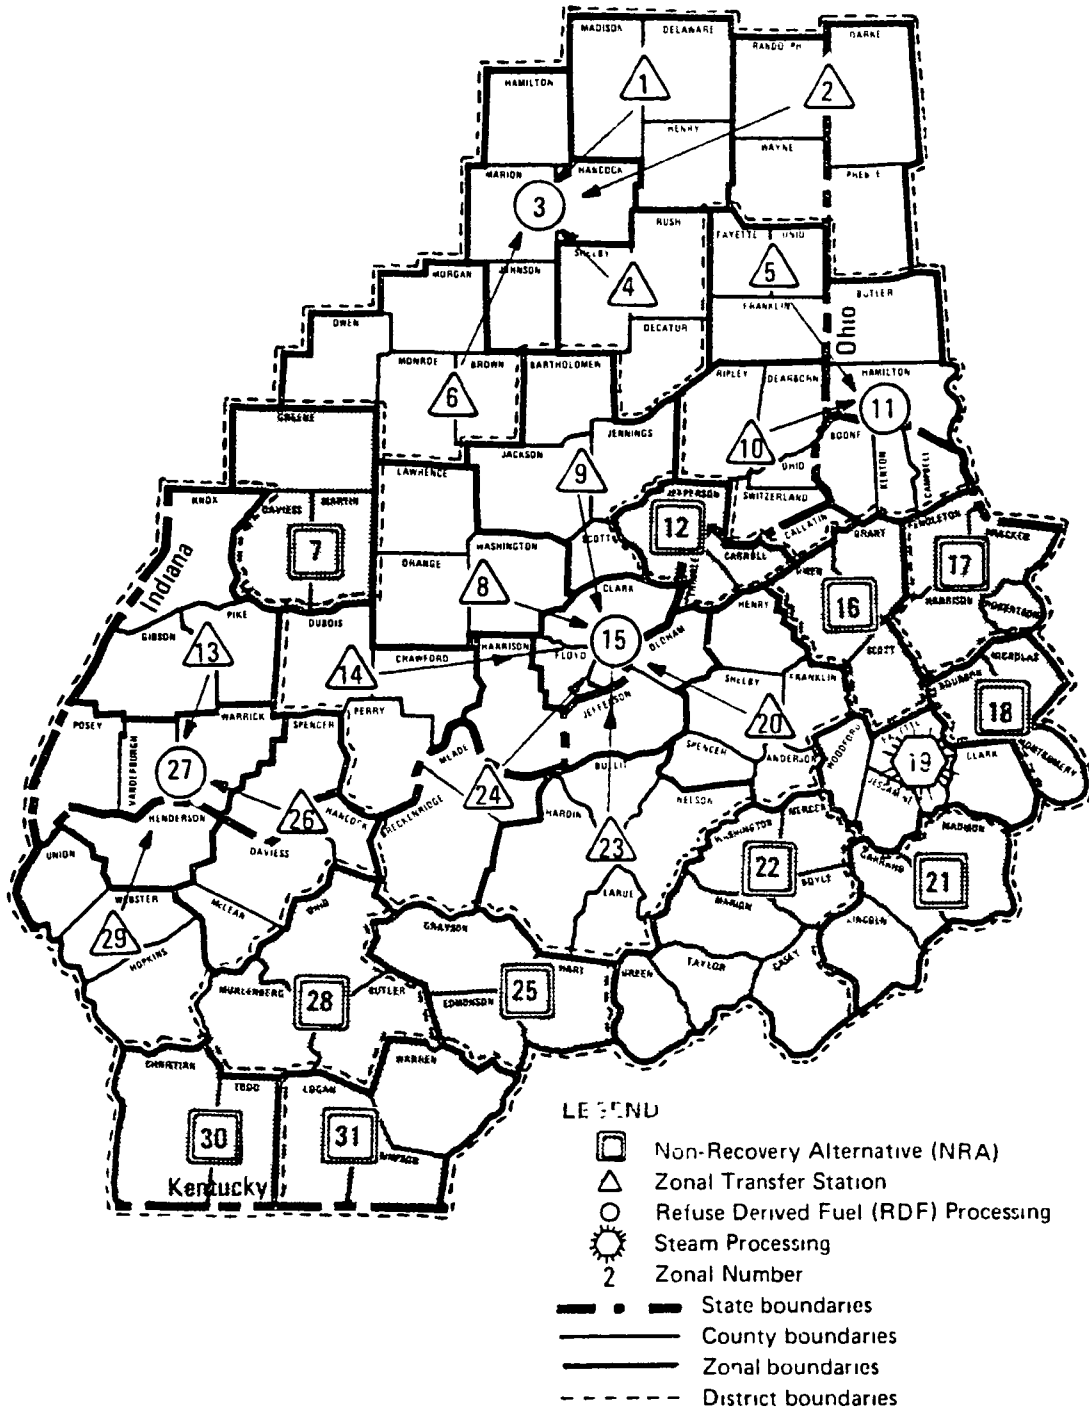 MADISON
DELAWARE
DARKE
HAMILTON
1
2
HENRY
WAYNE
MARION
HANCOCK
3
RUSH
FAYETTE
SHELBY
MORGAN
JOHNSON
4
5
BUTLER
FRANKLIN
OWEN
DECATUR
Ohio
MONROE
BROWN
BARTHOLOMEW
RIPLEY
DEARBORN
HAMILTON
6
11
GREENE
JENNINGS
BOONE
JACKSON
10
OHIO
KENTON
CAMPBELL
LAWRENCE
9
KNOX
DAVIESS
MARTIN
JEFFERSON
SWITZERLAND
GALLATIN
PENDLETON
GRANT
12
7
WASHINGTON
SCOTT
CARROLL
BRACKEN
Indiana
ORANGE
17
8
CLARK
OWEN
HENRY
16
HARRISON
ROBERTSON
PIKE
GIBSON
DUBOIS
13
15
OLDHAM
HARRISON
FLOYD
CRAWFORD
SCOTT
NICHOLAS
14
SHELBY
FRANKLIN
BOURBON
JEFFERSON
18
POSEY
WARRICK
SPENCER
PERRY
20
WOODFORD
FAYETTE
VANDERBURGH
MEADE
SPENCER
ANDERSON
19
CLARK
MONTGOMERY
27
BULLITT
JESSAMINE
24
NELSON
26
HANCOCK
BRECKENRIDGE
HARDIN
MERCER
HENDERSON
WASHINGTON
MADISON
UNION
DAVIESS
23
22
GARRARD
BOYLE
21
WEBSTER
McLEAN
OHIO
LARUE
MARION
LINCOLN
29
GRAYSON
HOPKINS
HART
GREEN
TAYLOR
CASEY
MUHLENBERG
28
BUTLER
EDMONSON
25
CHRISTIAN
WARREN
TODD
LOGAN
30
31
SIMPSON
Kentucky
LEGEND
Non-Recovery Alternative (NRA)
Zonal Transfer Station
Refuse Derived Fuel (RDF) Processing
Steam Processing
2 Zonal Number
State boundaries
County boundaries
Zonal boundaries
District boundaries